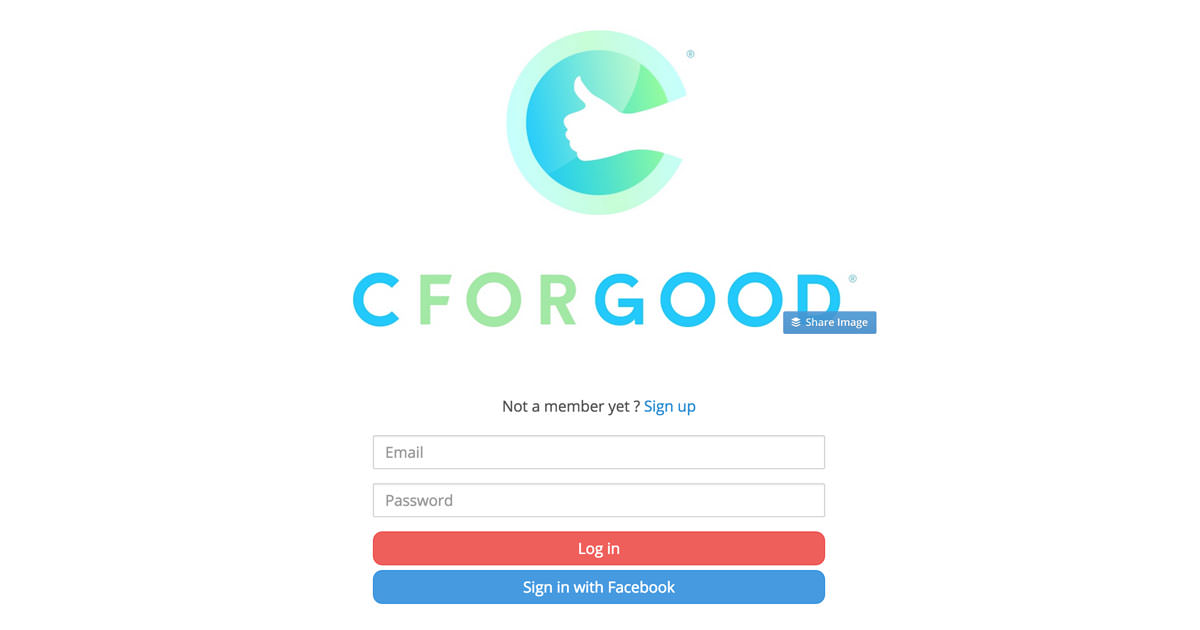 ®
CFORGOOD®
Share Image
Not a member yet ? Sign up
Email
Password
Log in
Sign in with Facebook